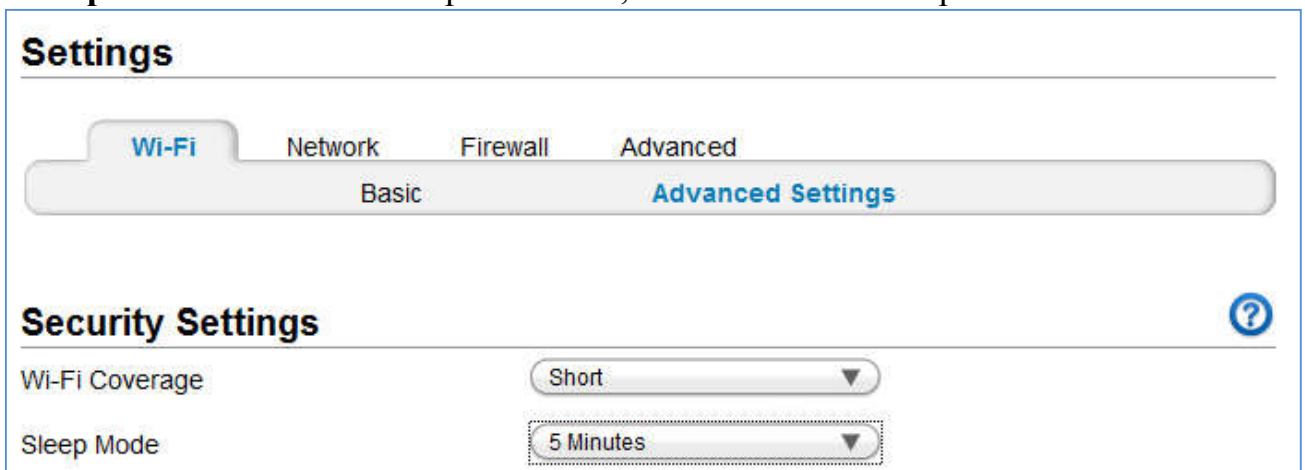 Settings
Wi-Fi Network Firewall Advanced
Basic Advanced Settings
Security Settings ?
Wi-Fi Coverage Short
Sleep Mode 5 Minutes